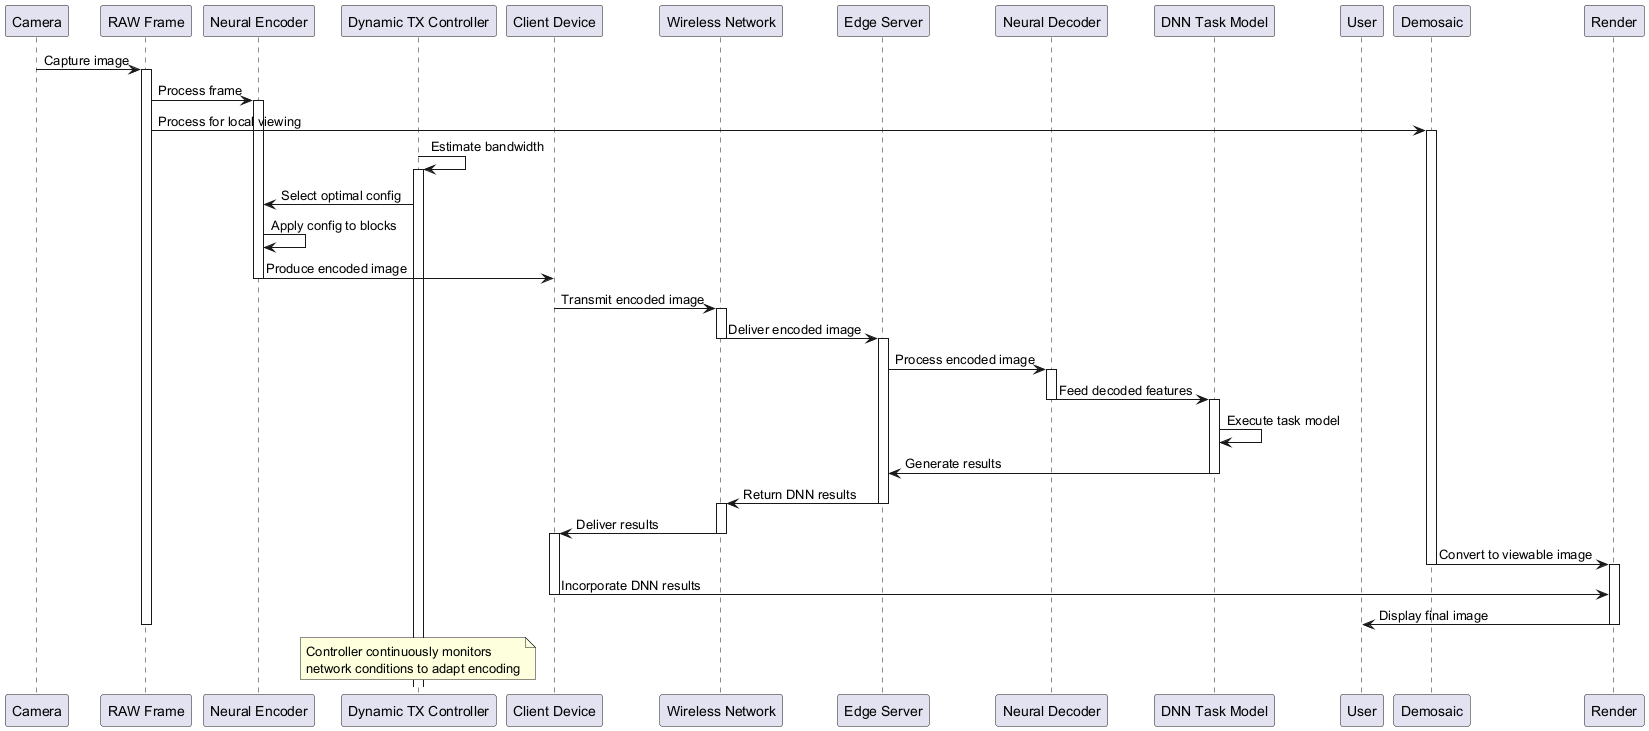 Camera
RAW Frame
Neural Encoder
Dynamic TX Controller
Client Device
Wireless Network
Edge Server
Neural Decoder
DNN Task Model
User
Demosaic
Render
Capture image
Process frame
Process for local viewing
Estimate bandwidth
Select optimal config
Apply config to blocks
Produce encoded image
Transmit encoded image
Deliver encoded image
Process encoded image
Feed decoded features
Execute task model
Generate results
Return DNN results
Deliver results
Convert to viewable image
Incorporate DNN results
Display final image
Controller continuously monitors
network conditions to adapt encoding
Camera
RAW Frame
Neural Encoder
Dynamic TX Controller
Client Device
Wireless Network
Edge Server
Neural Decoder
DNN Task Model
User
Demosaic
Render